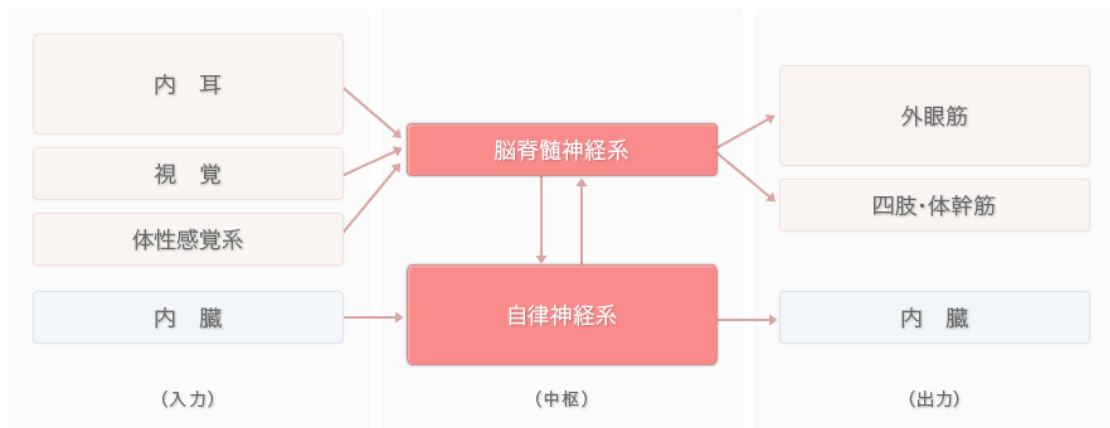 内　耳
視　覚
体性感覚系
内　臓
（入力）
脳脊髄神経系
自律神経系
（中枢）
外眼筋
四肢・体幹筋
内　臓
（出力）